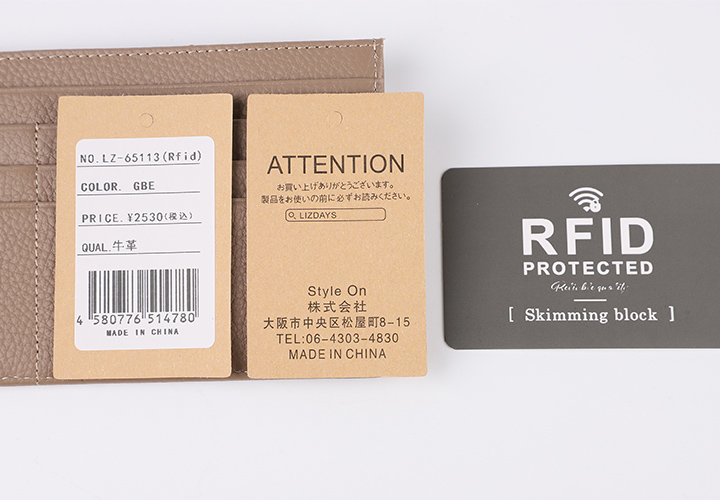 NO.LZ-65113(Rfid)
COLOR. GBE
PRICE.¥2530(税込)
QUAL.牛革
4 580776 514780
MADE IN CHINA
ATTENTION
お買い上げありがとうございます。
製品をお使いの前に必ずお読みください。
LIZDAYS
Style On
株式会社
大阪市中央区松屋町8-15
TEL:06-4303-4830
MADE IN CHINA
RFID
PROTECTED
[ Skimming block ]